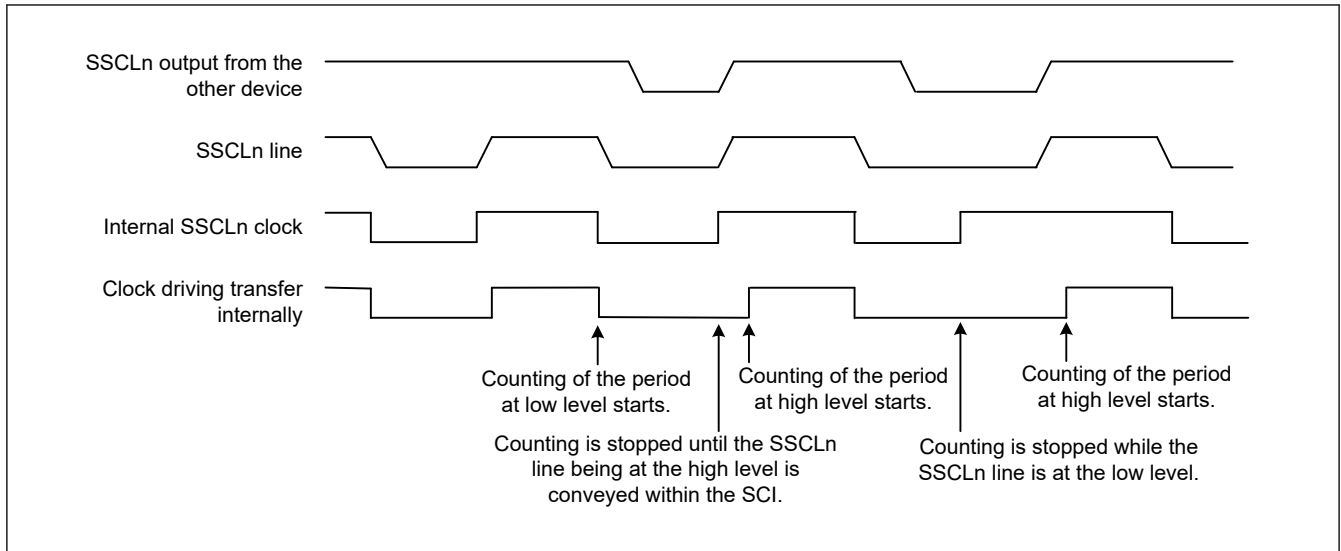 SSCLn output from the
other device
SSCLn line
Internal SSCLn clock
Clock driving transfer
internally
Counting of the period
at low level starts.
Counting of the period
at high level starts.
Counting of the period
at high level starts.
Counting is stopped until the SSCLn
line being at the high level is
conveyed within the SCI.
Counting is stopped while the
SSCLn line is at the low level.